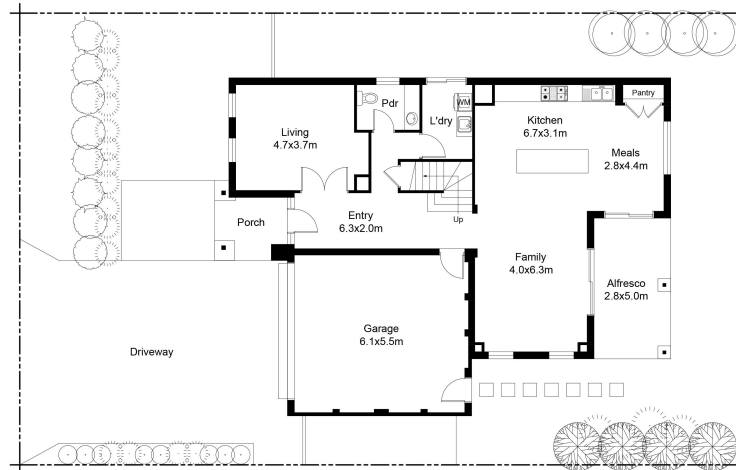 Pantry
Pdr
WM
L'dry
Kitchen
6.7x3.1m
Living
4.7x3.7m
Meals
2.8x4.4m
Porch
Entry
6.3x2.0m
Up
Family
4.0x6.3m
Alfresco
2.8x5.0m
Garage
6.1x5.5m
Driveway